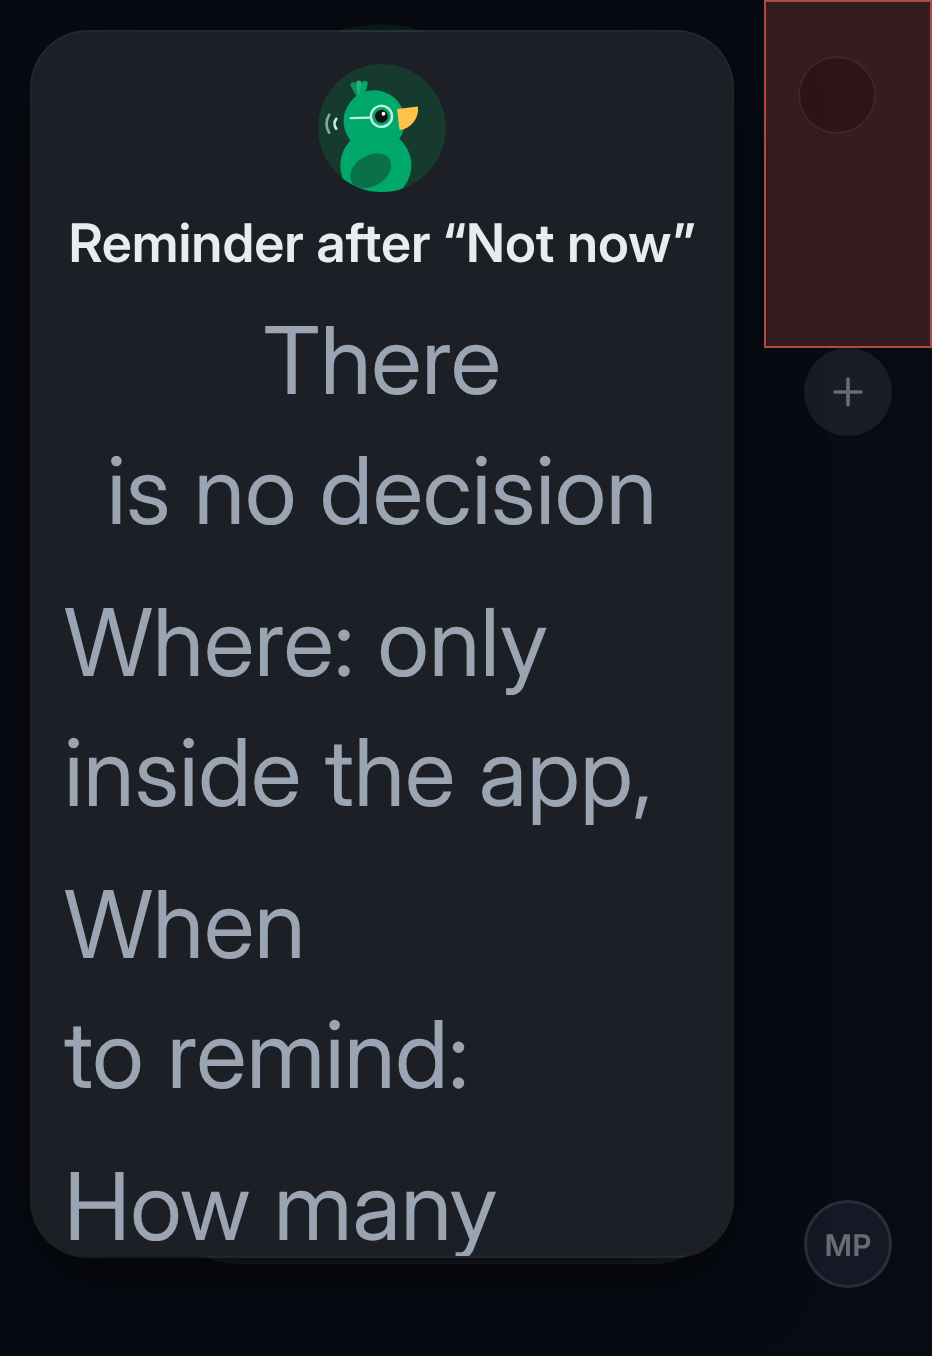 Reminder after “Not now”
There
is no decision
Where: only
inside the app,
When
to remind:
How many
MP